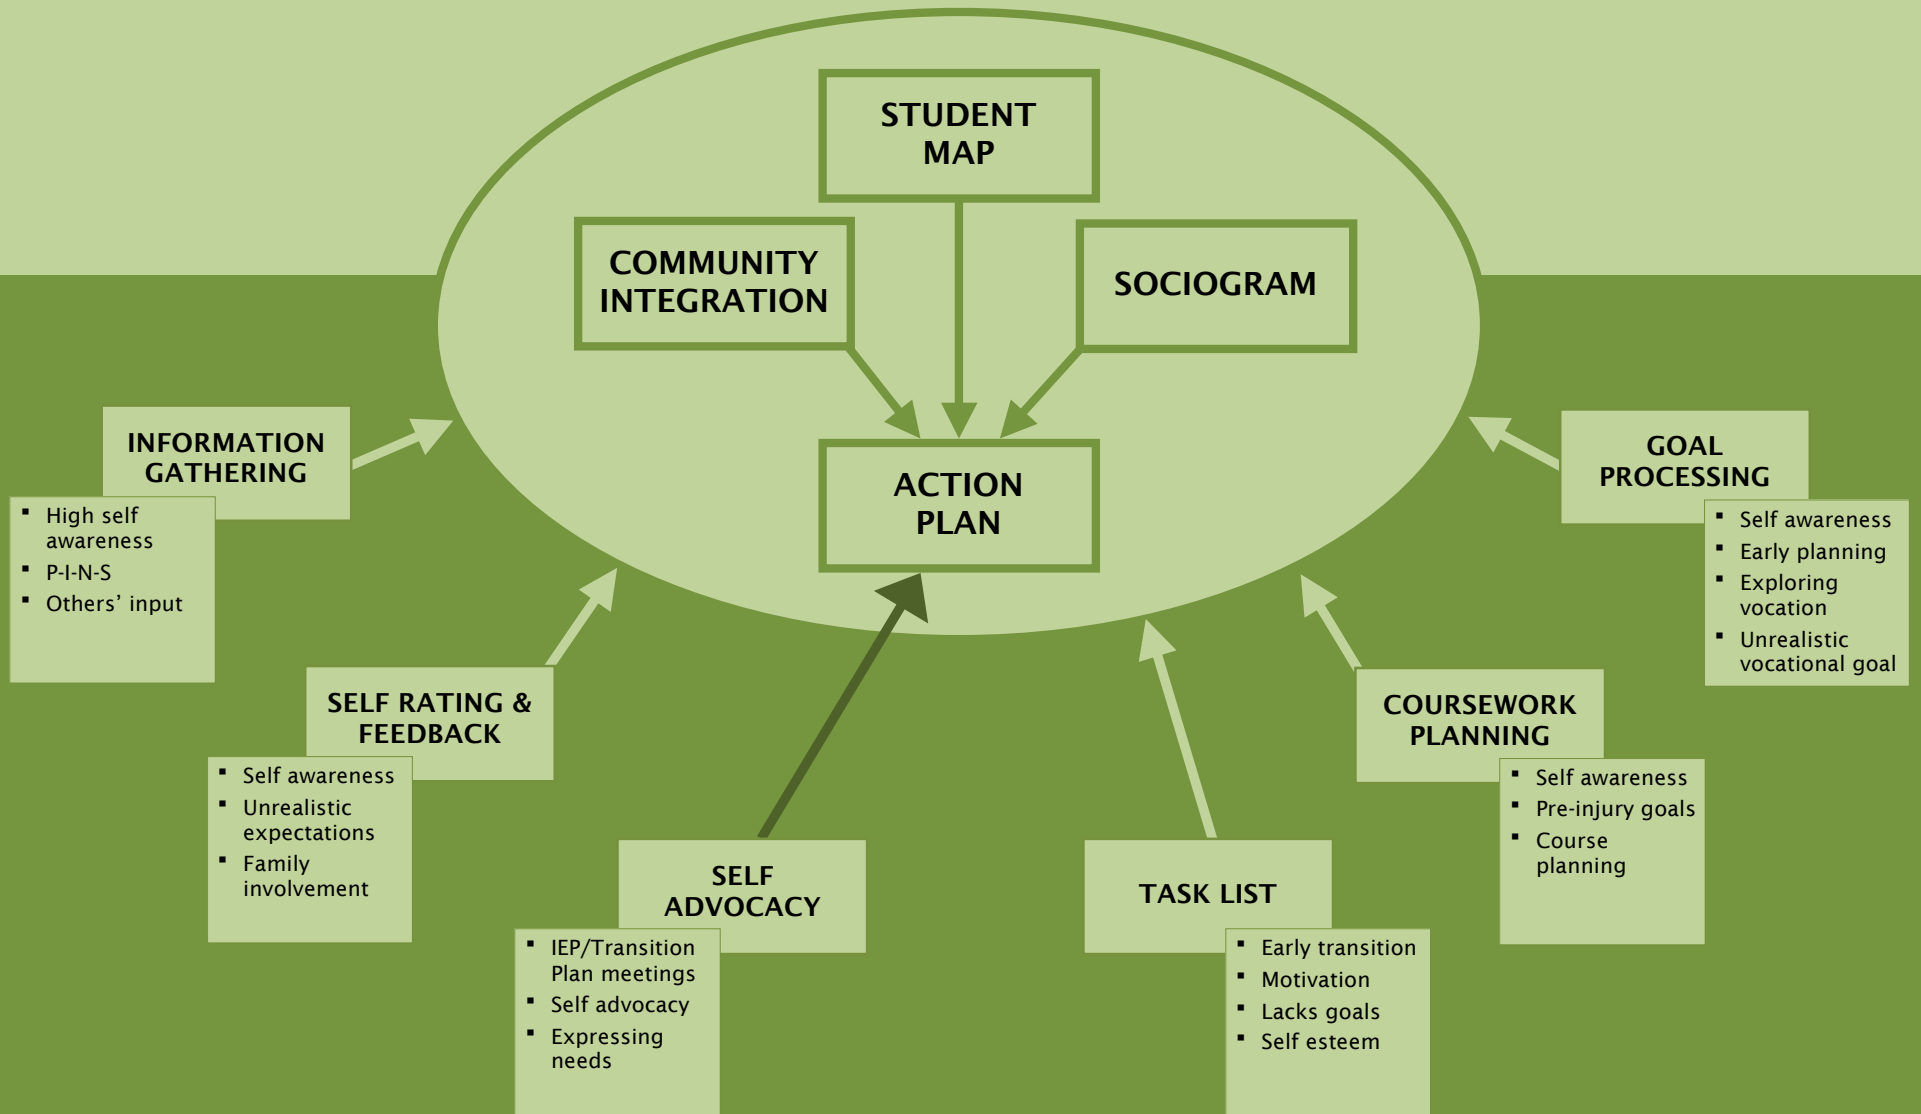 STUDENT
MAP
COMMUNITY
INTEGRATION
SOCIOGRAM
ACTION
PLAN
INFORMATION
GATHERING
▪ High self
awareness
▪ P-I-N-S
▪ Others’ input
SELF RATING &
FEEDBACK
▪ Self awareness
▪ Unrealistic
expectations
▪ Family
involvement
SELF
ADVOCACY
▪ IEP/Transition
Plan meetings
▪ Self advocacy
▪ Expressing
needs
TASK LIST
▪ Early transition
▪ Motivation
▪ Lacks goals
▪ Self esteem
COURSEWORK
PLANNING
▪ Self awareness
▪ Pre-injury goals
▪ Course
planning
GOAL
PROCESSING
▪ Self awareness
▪ Early planning
▪ Exploring
vocation
▪ Unrealistic
vocational goal